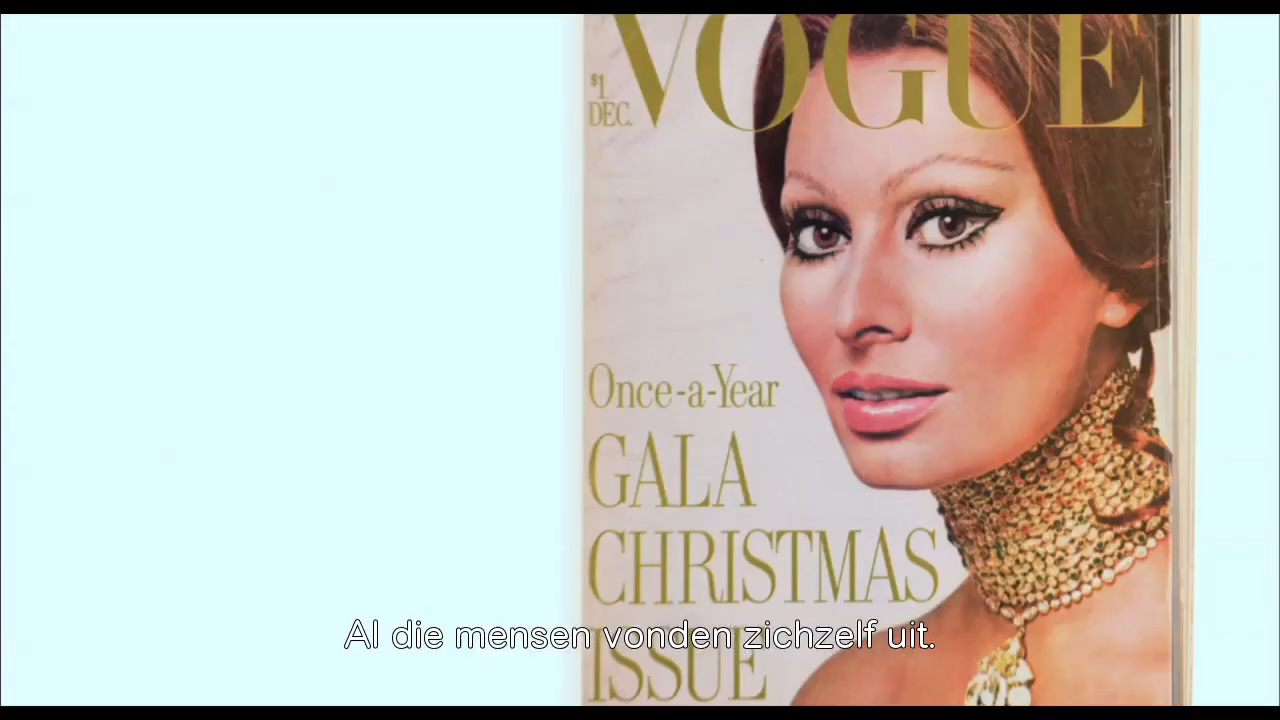 VOGUE
$1
DEC.
Once-a-Year
GALA
CHRISTMAS
ISSUE
Al die mensen vonden zichzelf uit.